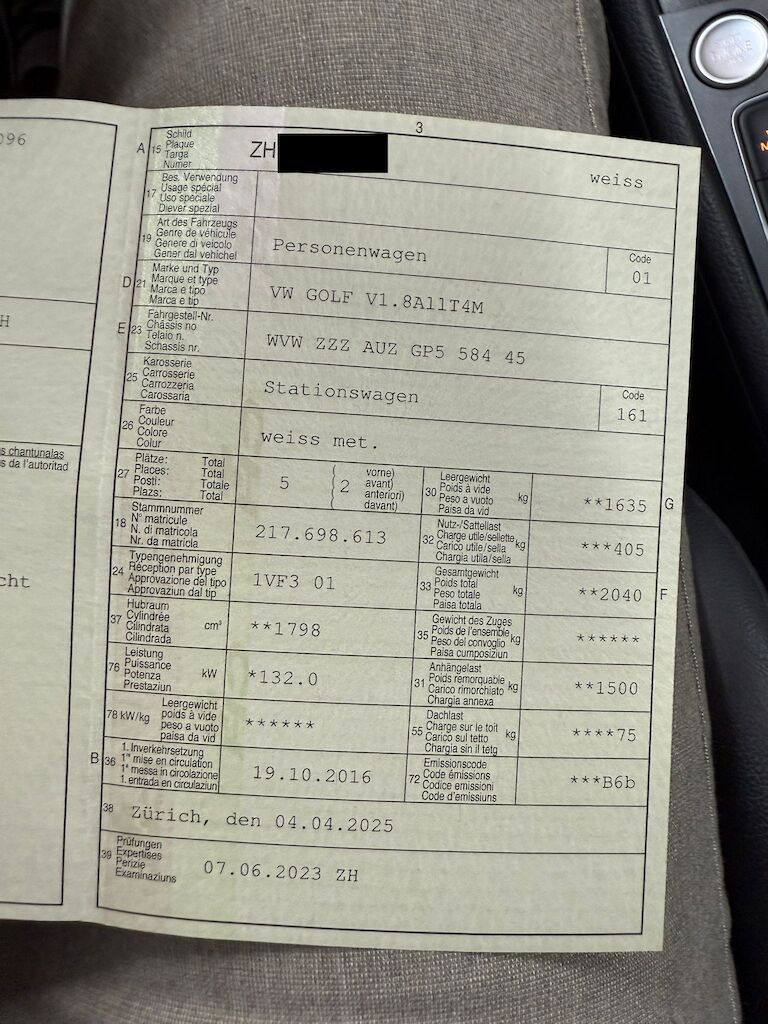 096
3
A 15 Schild
Plaque
Targa
Numer
ZH
weiss
17 Bes. Verwendung
Usage spécial
Uso speciale
Diever spezial
19 Art des Fahrzeugs
Genre de véhicule
Genere di veicolo
Gener dal vehichel
Personenwagen
Code
01
D 21 Marke und Typ
Marque et type
Marca e tipo
Marca e tip
VW GOLF V1.8AllT4M
H
E 23 Fahrgestell-Nr.
Châssis no
Telaio n.
Schassis nr.
WVW ZZZ AUZ GP5 584 45
25 Karosserie
Carrosserie
Carrozzeria
Carossaria
Stationswagen
Code
161
26 Farbe
Couleur
Colore
Colur
weiss met.
s chantunalas
s da l'autoritad
27 Plätze: Total
Places: Total
Posti: Totale
Plazs: Total
5
( 2 vorne)
avant)
anteriori)
davant)
30 Leergewicht
Poids à vide
Peso a vuoto
Paisa da vid
kg
**1635
G
18 Stammnummer
N° matricule
N. di matricola
Nr. da matricla
217.698.613
32 Nutz-/Sattellast
Charge utile/sellette
Carico utile/sella
Chargia utila/sella
kg
***405
cht
24 Typengenehmigung
Réception par type
Approvazione del tipo
Approvaziun dal tip
1VF3 01
33 Gesamtgewicht
Poids total
Peso totale
Paisa totala
kg
**2040
F
37 Hubraum
Cylindrée
Cilindrata
Cilindrada
cm³
**1798
35 Gewicht des Zuges
Poids de l'ensemble
Peso del convoglio
Paisa cumposiziun
kg
******
76 Leistung
Puissance
Potenza
Prestaziun
kW
*132.0
31 Anhängelast
Poids remorquable
Carico rimorchiato
Chargia annexa
kg
**1500
78 kW/kg
Leergewicht
poids à vide
peso a vuoto
paisa da vid
******
55 Dachlast
Charge sur le toit
Carico sul tetto
Chargia sin il tetg
kg
****75
B 36 1. Inverkehrsetzung
1re mise en circulation
1a messa in circolazione
1. entrada en circulaziun
19.10.2016
72 Emissionscode
Code émissions
Codice emissioni
Code d'emissiuns
***B6b
38 Zürich, den 04.04.2025
39 Prüfungen
Expertises
Perizie
Examinaziuns
07.06.2023 ZH